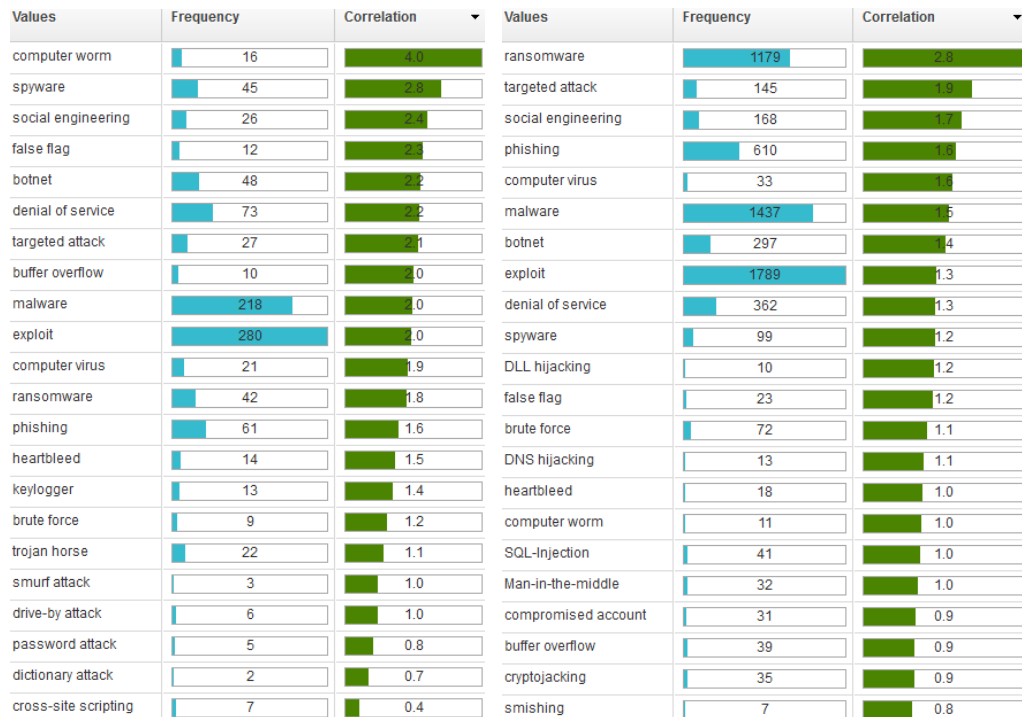 Values Frequency Correlation
computer worm 16 4.0
spyware 45 2.8
social engineering 26 2.4
false flag 12 2.3
botnet 48 2.2
denial of service 73 2.2
targeted attack 27 2.1
buffer overflow 10 2.0
malware 218 2.0
exploit 280 2.0
computer virus 21 1.9
ransomware 42 1.8
phishing 61 1.6
heartbleed 14 1.5
keylogger 13 1.4
brute force 9 1.2
trojan horse 22 1.1
smurf attack 3 1.0
drive-by attack 6 1.0
password attack 5 0.8
dictionary attack 2 0.7
cross-site scripting 7 0.4
Values Frequency Correlation
ransomware 1179 2.8
targeted attack 145 1.9
social engineering 168 1.7
phishing 610 1.6
computer virus 33 1.6
malware 1437 1.5
botnet 297 1.4
exploit 1789 1.3
denial of service 362 1.3
spyware 99 1.2
DLL hijacking 10 1.2
false flag 23 1.2
brute force 72 1.1
DNS hijacking 13 1.1
heartbleed 18 1.0
computer worm 11 1.0
SQL-Injection 41 1.0
Man-in-the-middle 32 1.0
compromised account 31 0.9
buffer overflow 39 0.9
cryptojacking 35 0.9
smishing 7 0.8